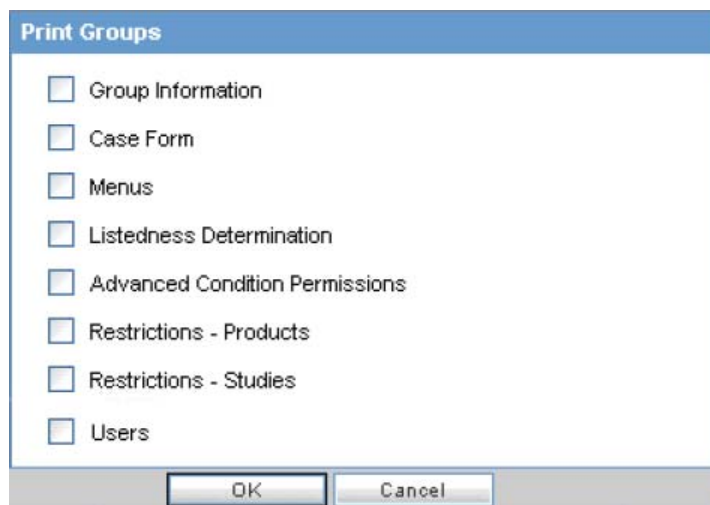 Print Groups
Group Information
Case Form
Menus
Listedness Determination
Advanced Condition Permissions
Restrictions - Products
Restrictions - Studies
Users
OK Cancel